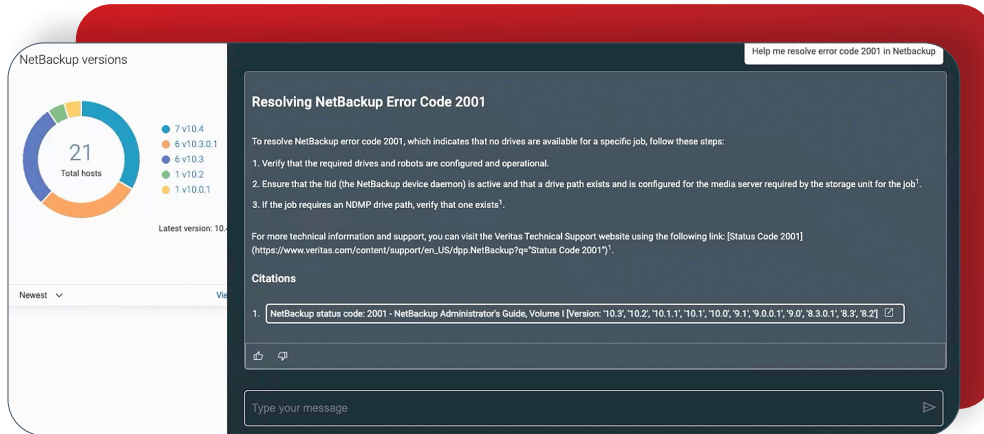 NetBackup versions
21
Total hosts
7 v10.4
6 v10.3.0.1
6 v10.3
1 v10.2
1 v10.0.1
Latest version: 10.
Newest
Vie
Help me resolve error code 2001 in Netbackup
Resolving NetBackup Error Code 2001
To resolve NetBackup error code 2001, which indicates that no drives are available for a specific job, follow these steps:
1. Verify that the required drives and robots are configured and operational.
2. Ensure that the ltid (the NetBackup device daemon) is active and that a drive path exists and is configured for the media server required by the storage unit for the job¹.
3. If the job requires an NDMP drive path, verify that one exists¹.
For more technical information and support, you can visit the Veritas Technical Support website using the following link: [Status Code 2001]
(https://www.veritas.com/content/support/en_US/dpp.NetBackup?q="Status Code 2001")¹.
Citations
1. NetBackup status code: 2001 - NetBackup Administrator's Guide, Volume I [Version: '10.3', '10.2', '10.1.1', '10.1', '10.0', '9.1', '9.0.0.1', '9.0', '8.3.0.1', '8.3', '8.2']
Type your message